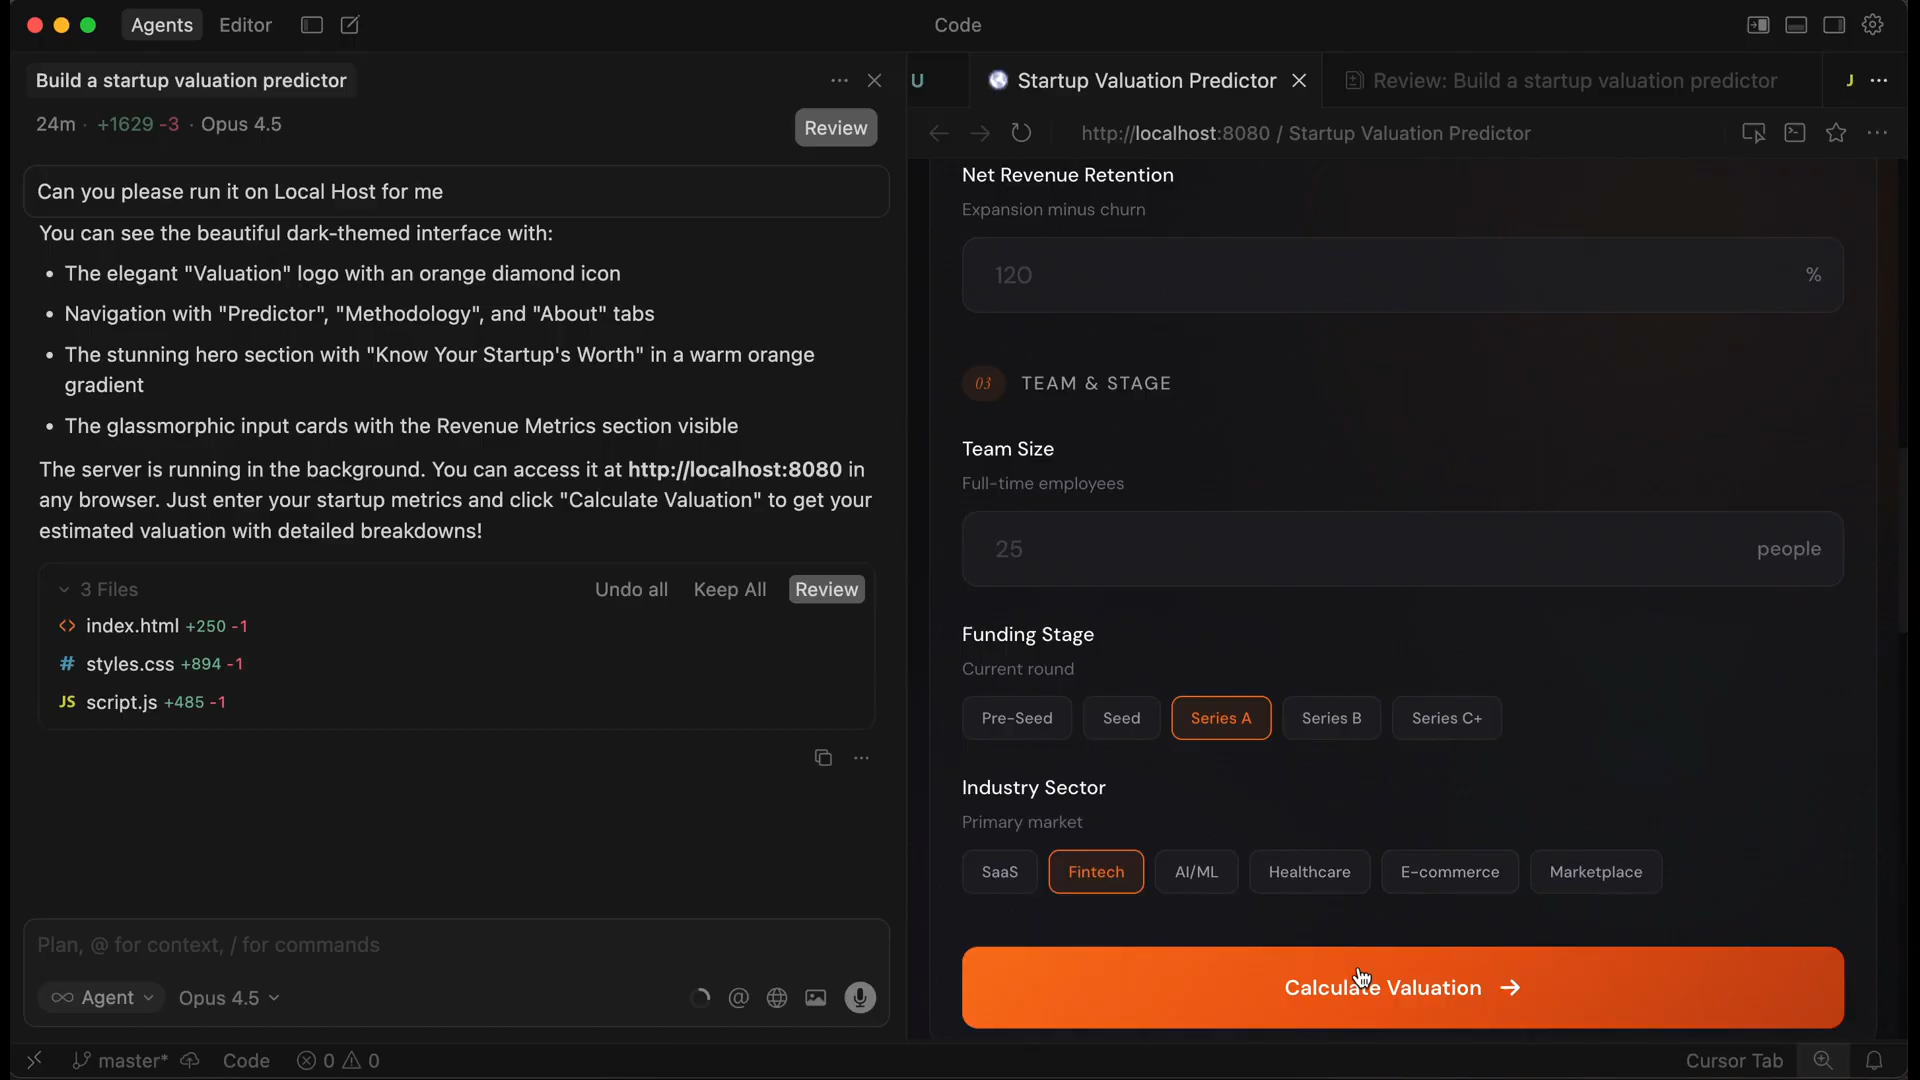 Agents Editor Code
Build a startup valuation predictor
24m · +1629 -3 · Opus 4.5
Review
Can you please run it on Local Host for me
You can see the beautiful dark-themed interface with:
• The elegant "Valuation" logo with an orange diamond icon
• Navigation with "Predictor", "Methodology", and "About" tabs
• The stunning hero section with "Know Your Startup's Worth" in a warm orange
gradient
• The glassmorphic input cards with the Revenue Metrics section visible
The server is running in the background. You can access it at http://localhost:8080 in
any browser. Just enter your startup metrics and click "Calculate Valuation" to get your
estimated valuation with detailed breakdowns!
3 Files Undo all Keep All Review
<> index.html +250 -1
# styles.css +894 -1
JS script.js +485 -1
Plan, @ for context, / for commands
Agent Opus 4.5
U Startup Valuation Predictor Review: Build a startup valuation predictor J
http://localhost:8080 / Startup Valuation Predictor
Net Revenue Retention
Expansion minus churn
120 %
03 TEAM & STAGE
Team Size
Full-time employees
25 people
Funding Stage
Current round
Pre-Seed Seed Series A Series B Series C+
Industry Sector
Primary market
SaaS Fintech AI/ML Healthcare E-commerce Marketplace
Calculate Valuation →
master* Code 0 0 Cursor Tab